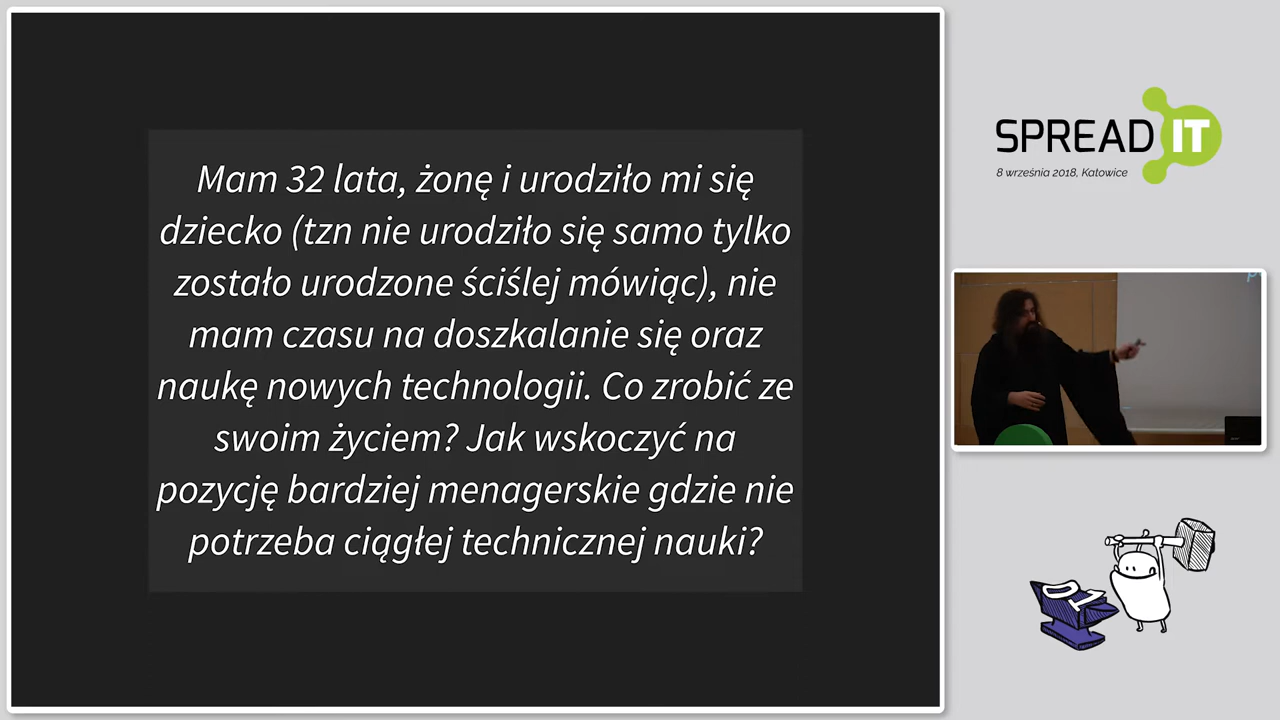 Mam 32 lata, żonę i urodziło mi się
dziecko (tzn nie urodziło się samo tylko
zostało urodzone ściślej mówiąc), nie
mam czasu na doszkalanie się oraz
naukę nowych technologii. Co zrobić ze
swoim życiem? Jak wskoczyć na
pozycję bardziej menagerskie gdzie nie
potrzeba ciągłej technicznej nauki?
SPREAD IT
8 września 2018, Katowice
01